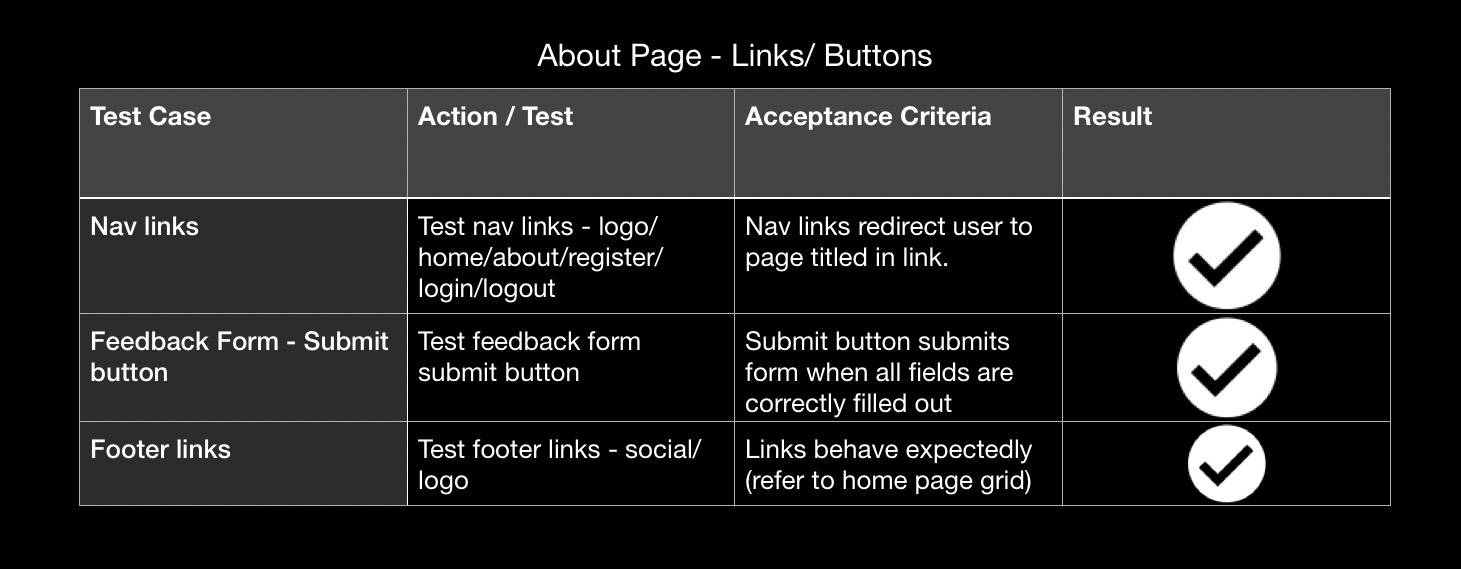 About Page - Links/ Buttons
Test Case
Action / Test
Acceptance Criteria
Result
Nav links
Test nav links - logo/
home/about/register/
login/logout
Nav links redirect user to
page titled in link.
Feedback Form - Submit
button
Test feedback form
submit button
Submit button submits
form when all fields are
correctly filled out
Footer links
Test footer links - social/
logo
Links behave expectedly
(refer to home page grid)